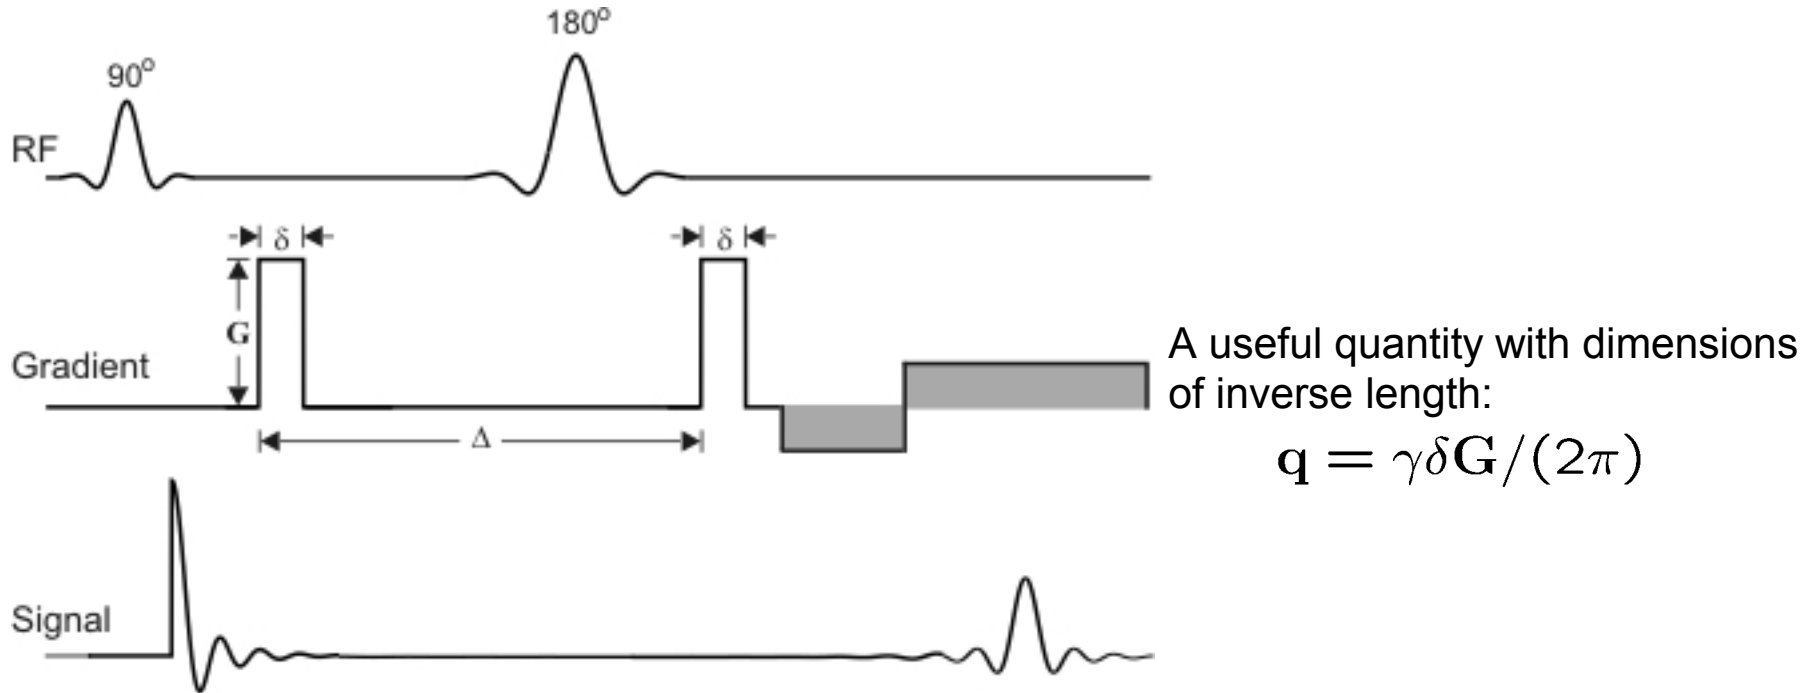 180°
90°
RF
δ
δ
G
Gradient
Δ
Signal
A useful quantity with dimensions
of inverse length:
q = γδG/(2π)